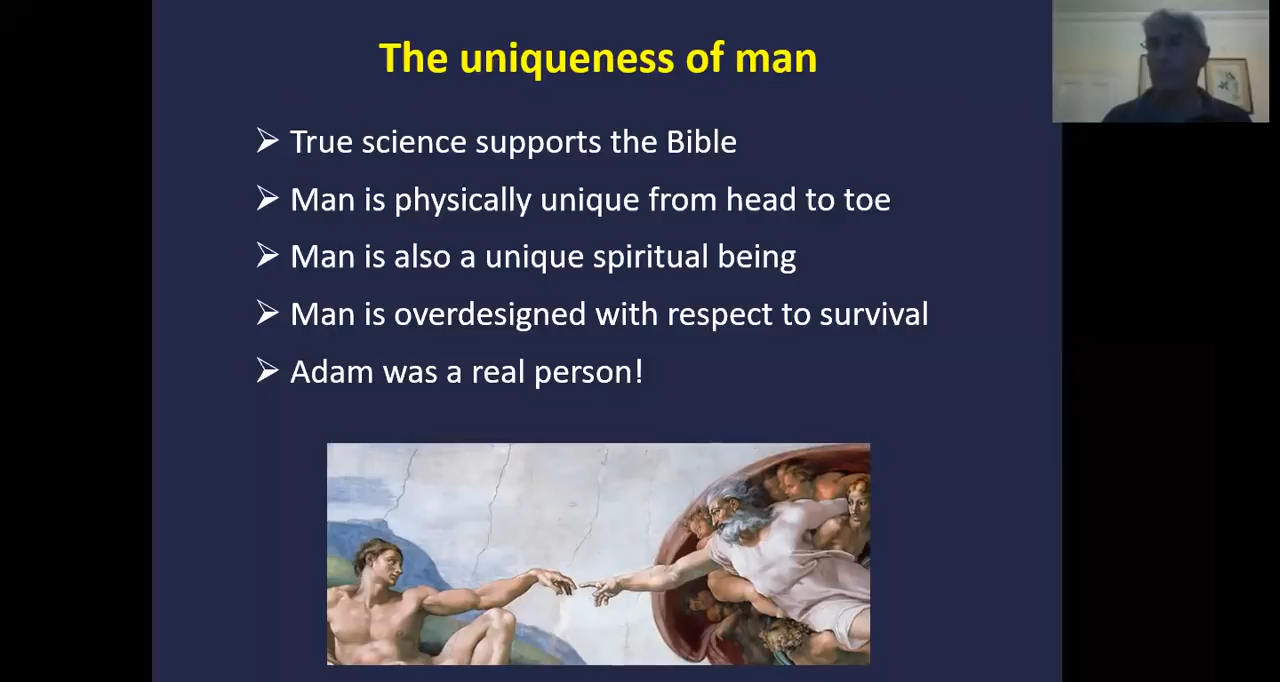 The uniqueness of man
➢ True science supports the Bible
➢ Man is physically unique from head to toe
➢ Man is also a unique spiritual being
➢ Man is overdesigned with respect to survival
➢ Adam was a real person!